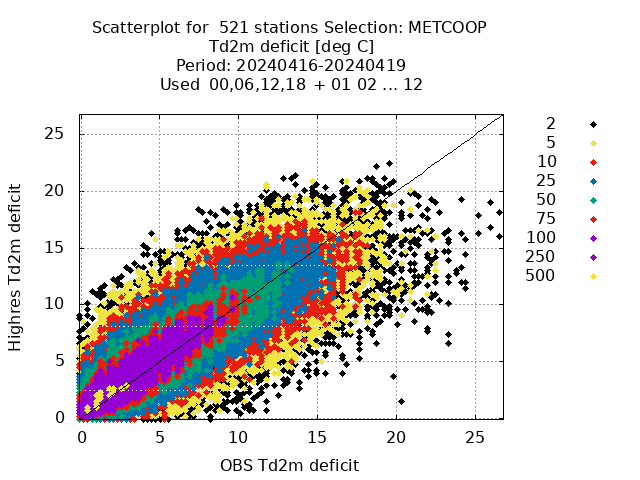 Scatterplot for  521 stations Selection: METCOOP
Td2m deficit [deg C]
Period: 20240416-20240419
Used  00,06,12,18 + 01 02 ... 12
2
5
10
25
50
75
100
250
500
25
20
15
10
5
0
Highres Td2m deficit
0 5 10 15 20 25
OBS Td2m deficit